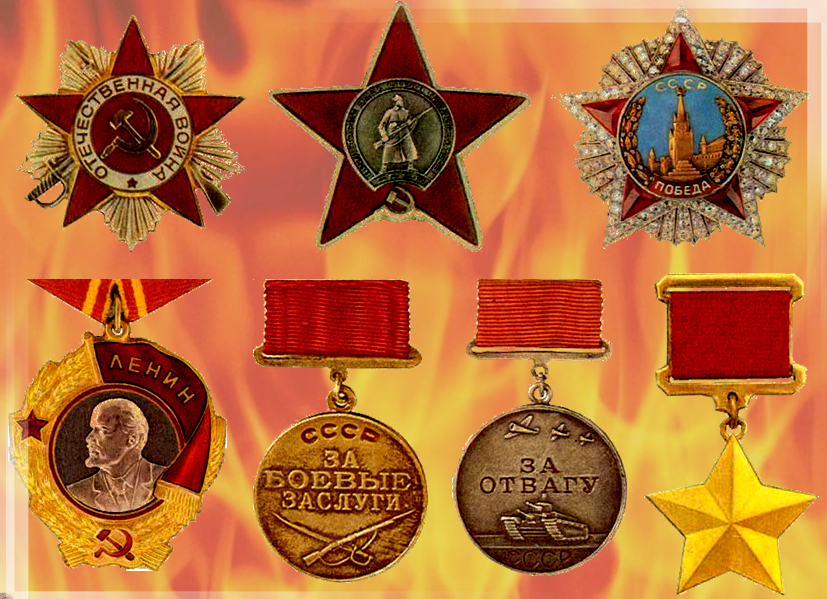 ОТЕЧЕСТВЕННАЯ ВОЙНА
СССР
ПОБЕДА
ЛЕНИН
СССР
ЗА
БОЕВЫЕ
ЗАСЛУГИ
ЗА
ОТВАГУ
СССР